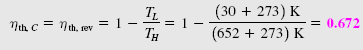 η_th, C = η_th, rev = 1 − T_L / T_H = 1 − (30 + 273) K / (652 + 273) K = 0.672